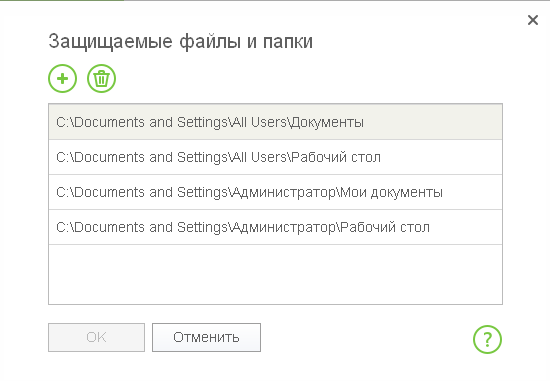 Защищаемые файлы и папки
C:\Documents and Settings\All Users\Документы
C:\Documents and Settings\All Users\Рабочий стол
C:\Documents and Settings\Администратор\Мои документы
C:\Documents and Settings\Администратор\Рабочий стол
OK Отменить ?